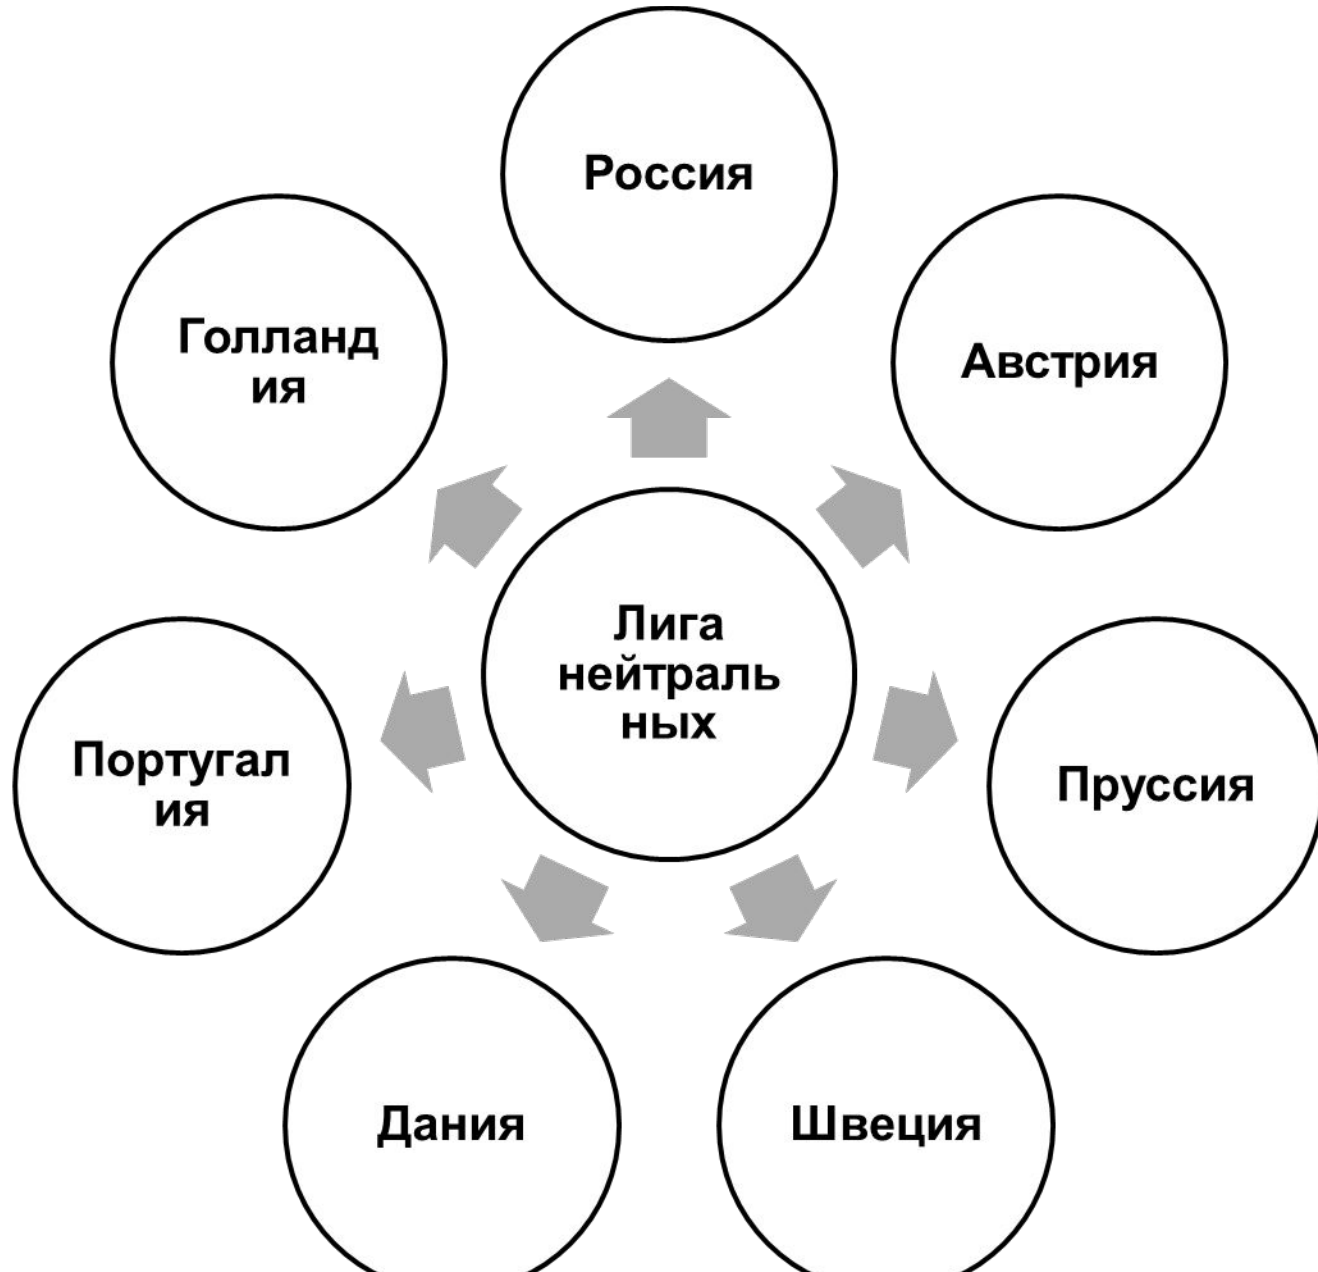 Россия
Голланд
ия
Австрия
Лига
нейтраль
ных
Португал
ия
Пруссия
Дания
Швеция